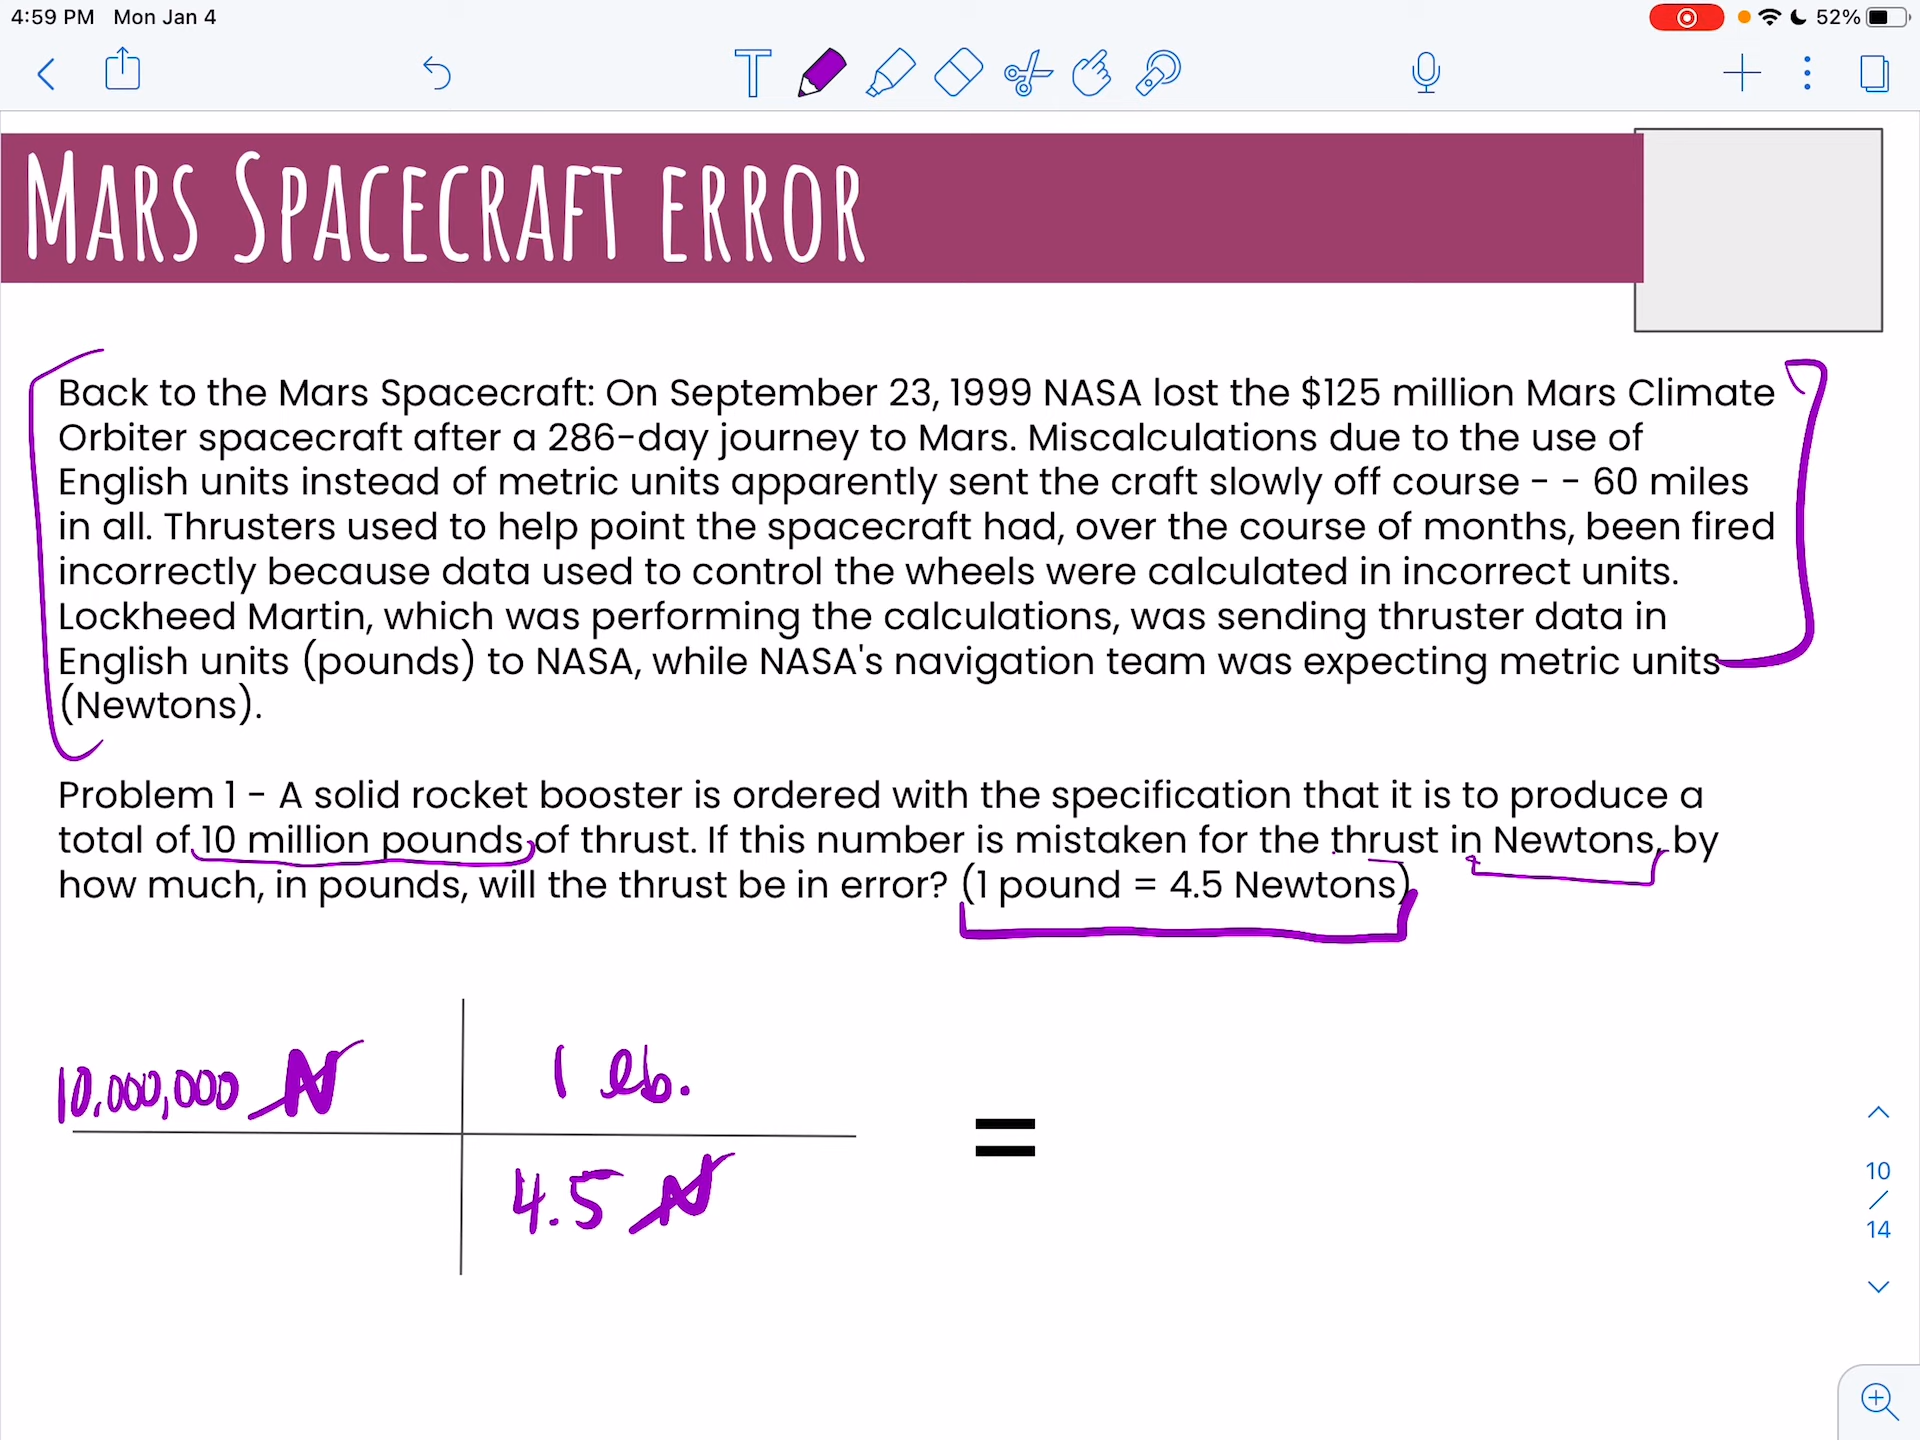 4:59 PM Mon Jan 4
52%
MARS SPACECRAFT ERROR
Back to the Mars Spacecraft: On September 23, 1999 NASA lost the $125 million Mars Climate
Orbiter spacecraft after a 286-day journey to Mars. Miscalculations due to the use of
English units instead of metric units apparently sent the craft slowly off course - - 60 miles
in all. Thrusters used to help point the spacecraft had, over the course of months, been fired
incorrectly because data used to control the wheels were calculated in incorrect units.
Lockheed Martin, which was performing the calculations, was sending thruster data in
English units (pounds) to NASA, while NASA's navigation team was expecting metric units
(Newtons).
Problem 1 - A solid rocket booster is ordered with the specification that it is to produce a
total of 10 million pounds of thrust. If this number is mistaken for the thrust in Newtons, by
how much, in pounds, will the thrust be in error? (1 pound = 4.5 Newtons)
10,000,000 N 1 lb.
=
4.5 N
10
/
14